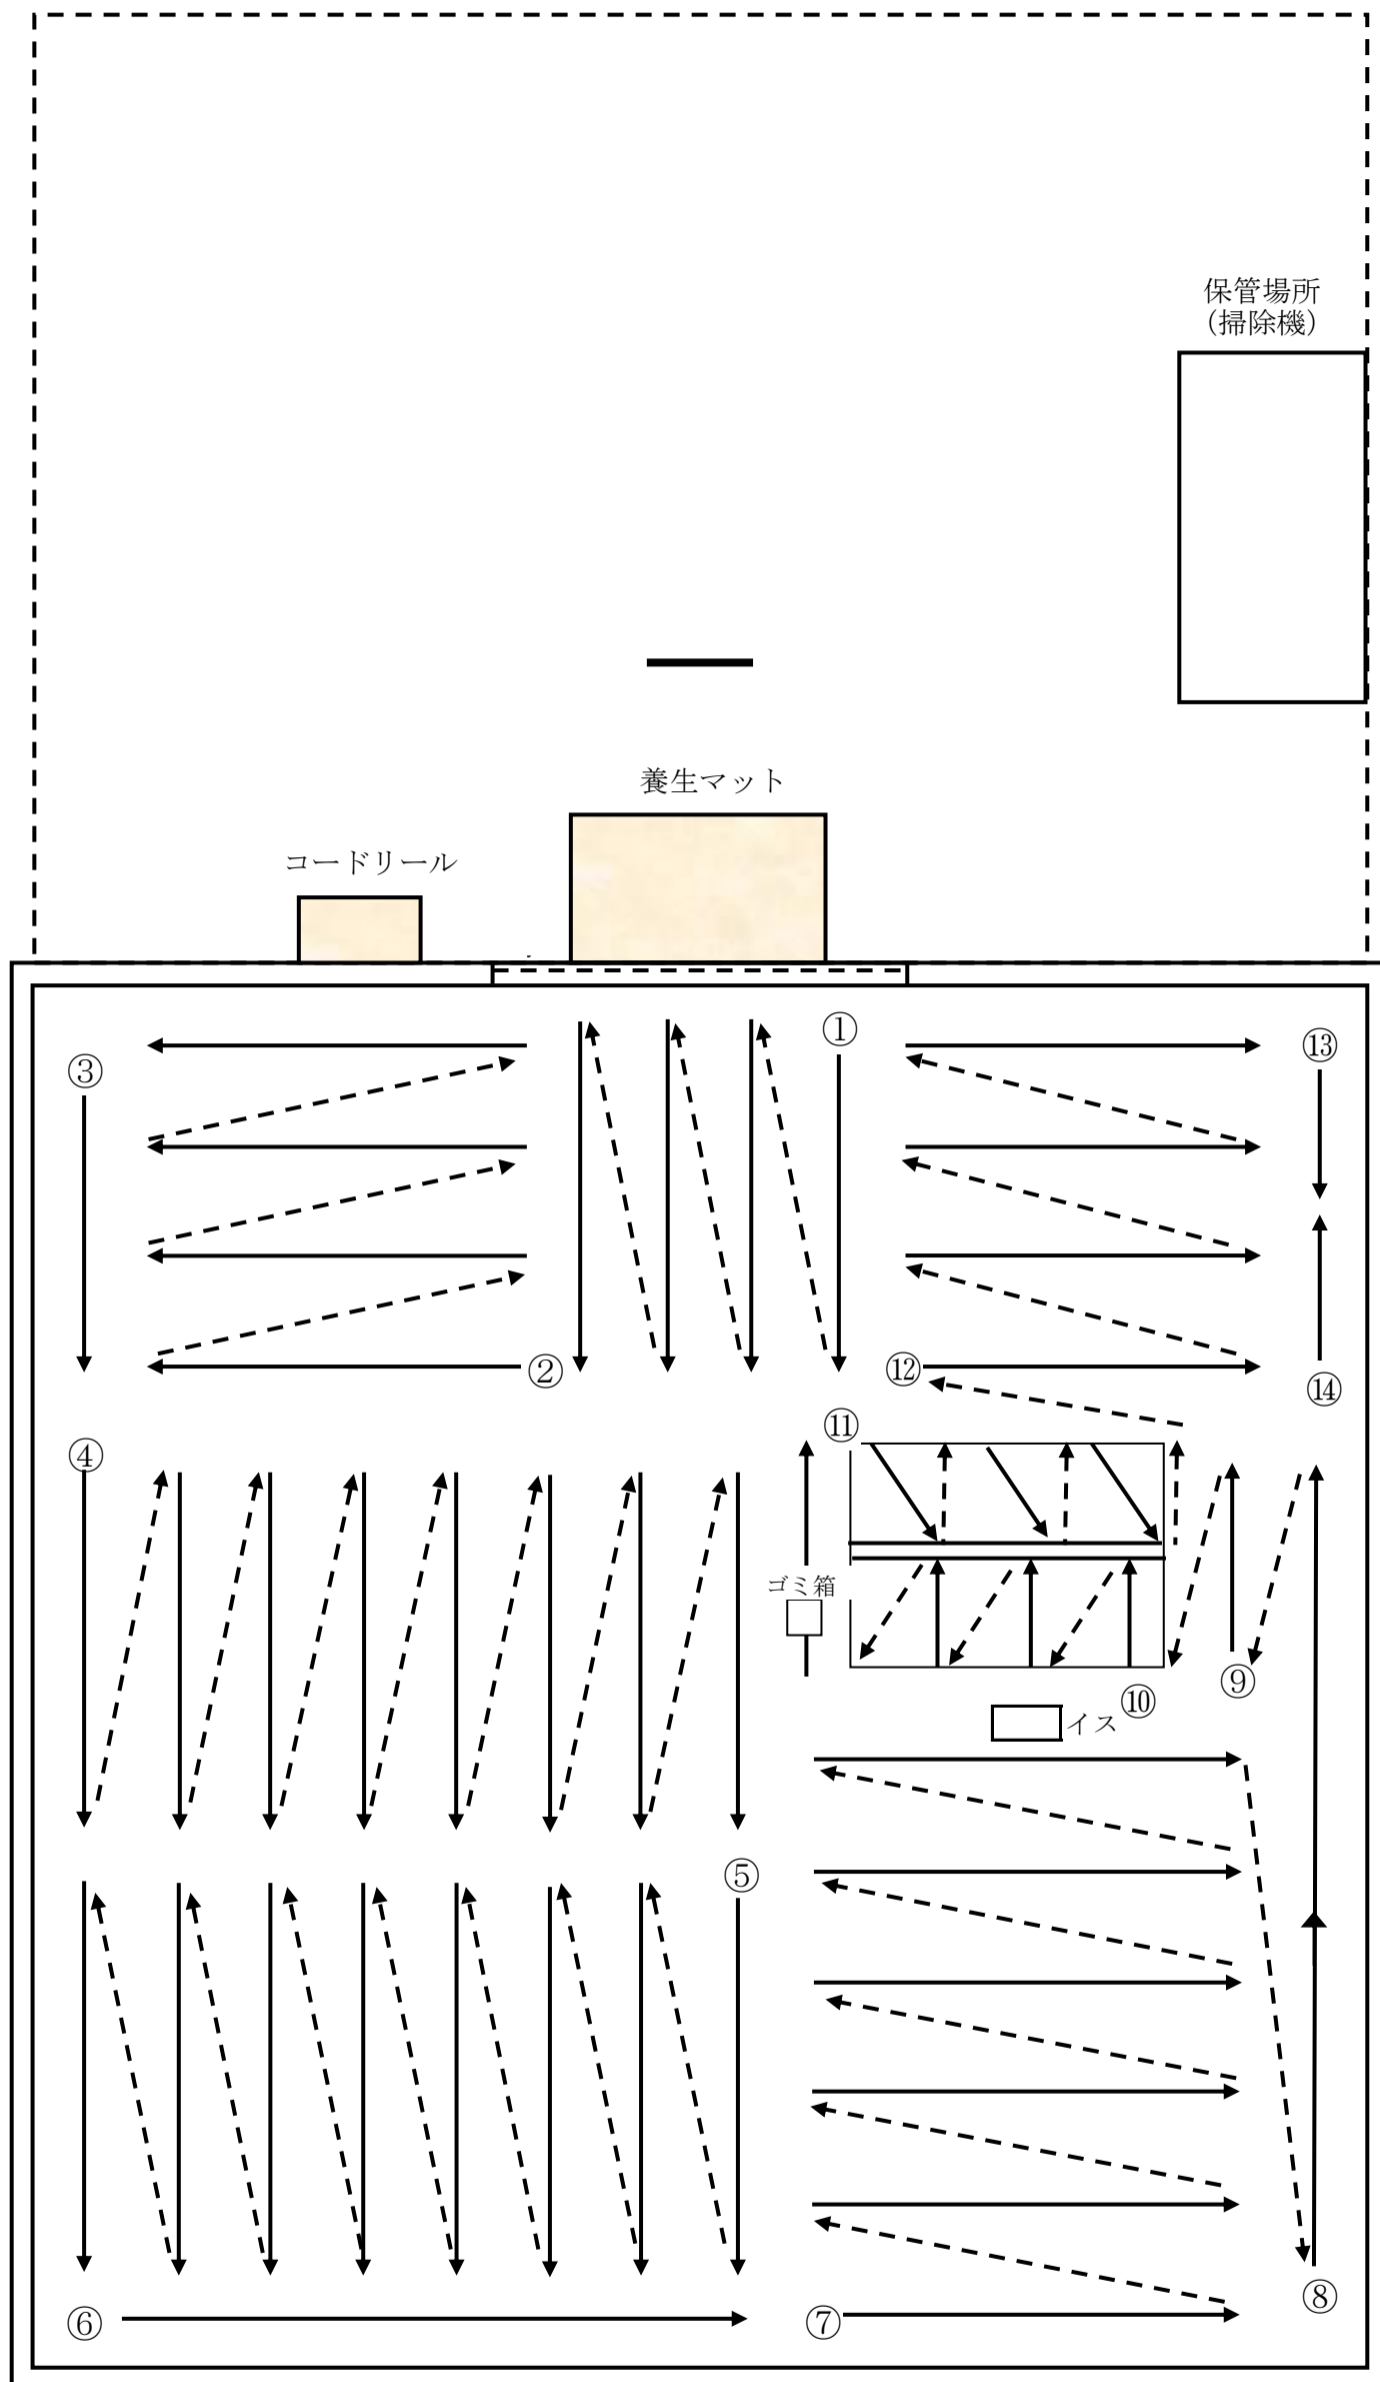 保管場所
（掃除機）
養生マット
コードリール
①
⑬
③
②
⑫
⑭
⑪
④
ゴミ箱
⑨
⑩
イス
⑤
⑧
⑥
⑦